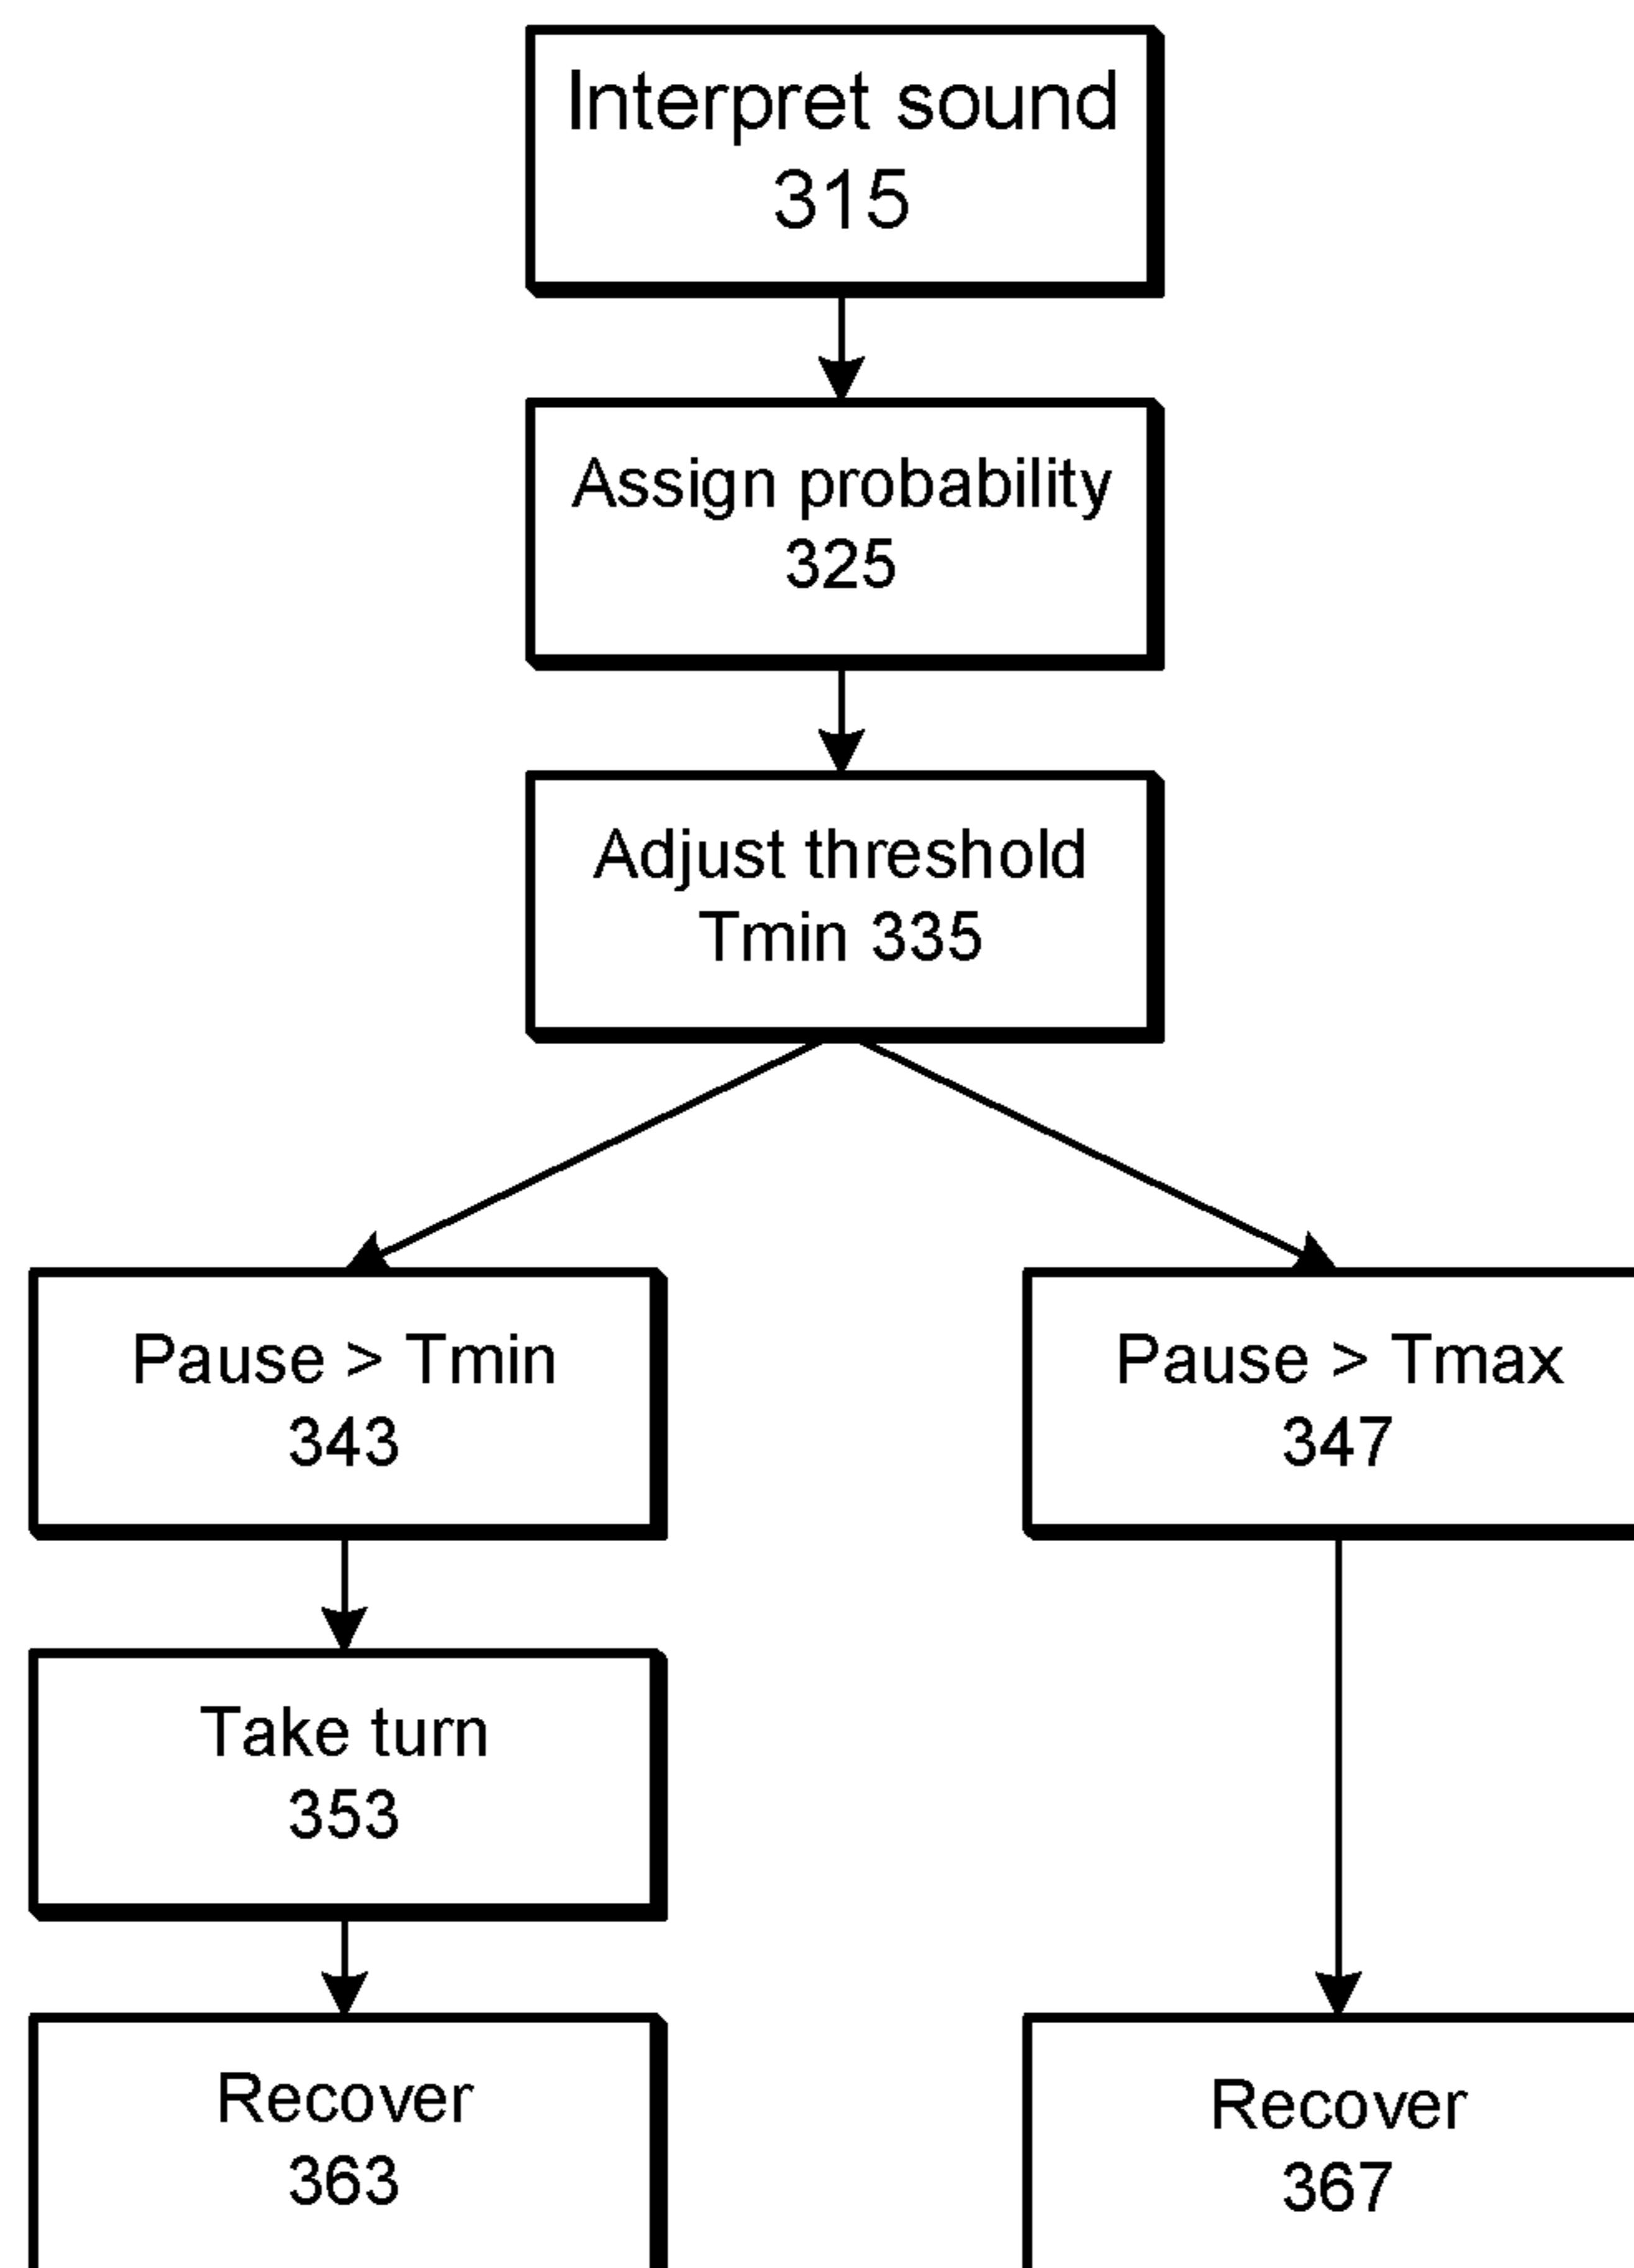 Interpret sound
315
Assign probability
325
Adjust threshold
Tmin 335
Pause > Tmin
343
Pause > Tmax
347
Take turn
353
Recover
363
Recover
367